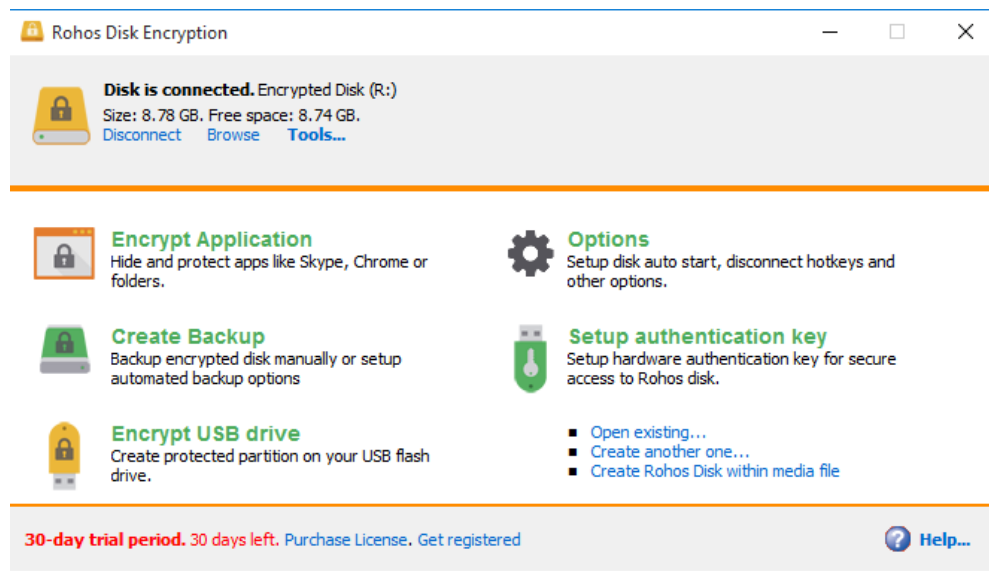 Rohos Disk Encryption
Disk is connected. Encrypted Disk (R:)
Size: 8.78 GB. Free space: 8.74 GB.
Disconnect Browse Tools...
Encrypt Application
Hide and protect apps like Skype, Chrome or
folders.
Options
Setup disk auto start, disconnect hotkeys and
other options.
Create Backup
Backup encrypted disk manually or setup
automated backup options
Setup authentication key
Setup hardware authentication key for secure
access to Rohos disk.
Encrypt USB drive
Create protected partition on your USB flash
drive.
Open existing...
Create another one...
Create Rohos Disk within media file
30-day trial period. 30 days left. Purchase License. Get registered
Help...